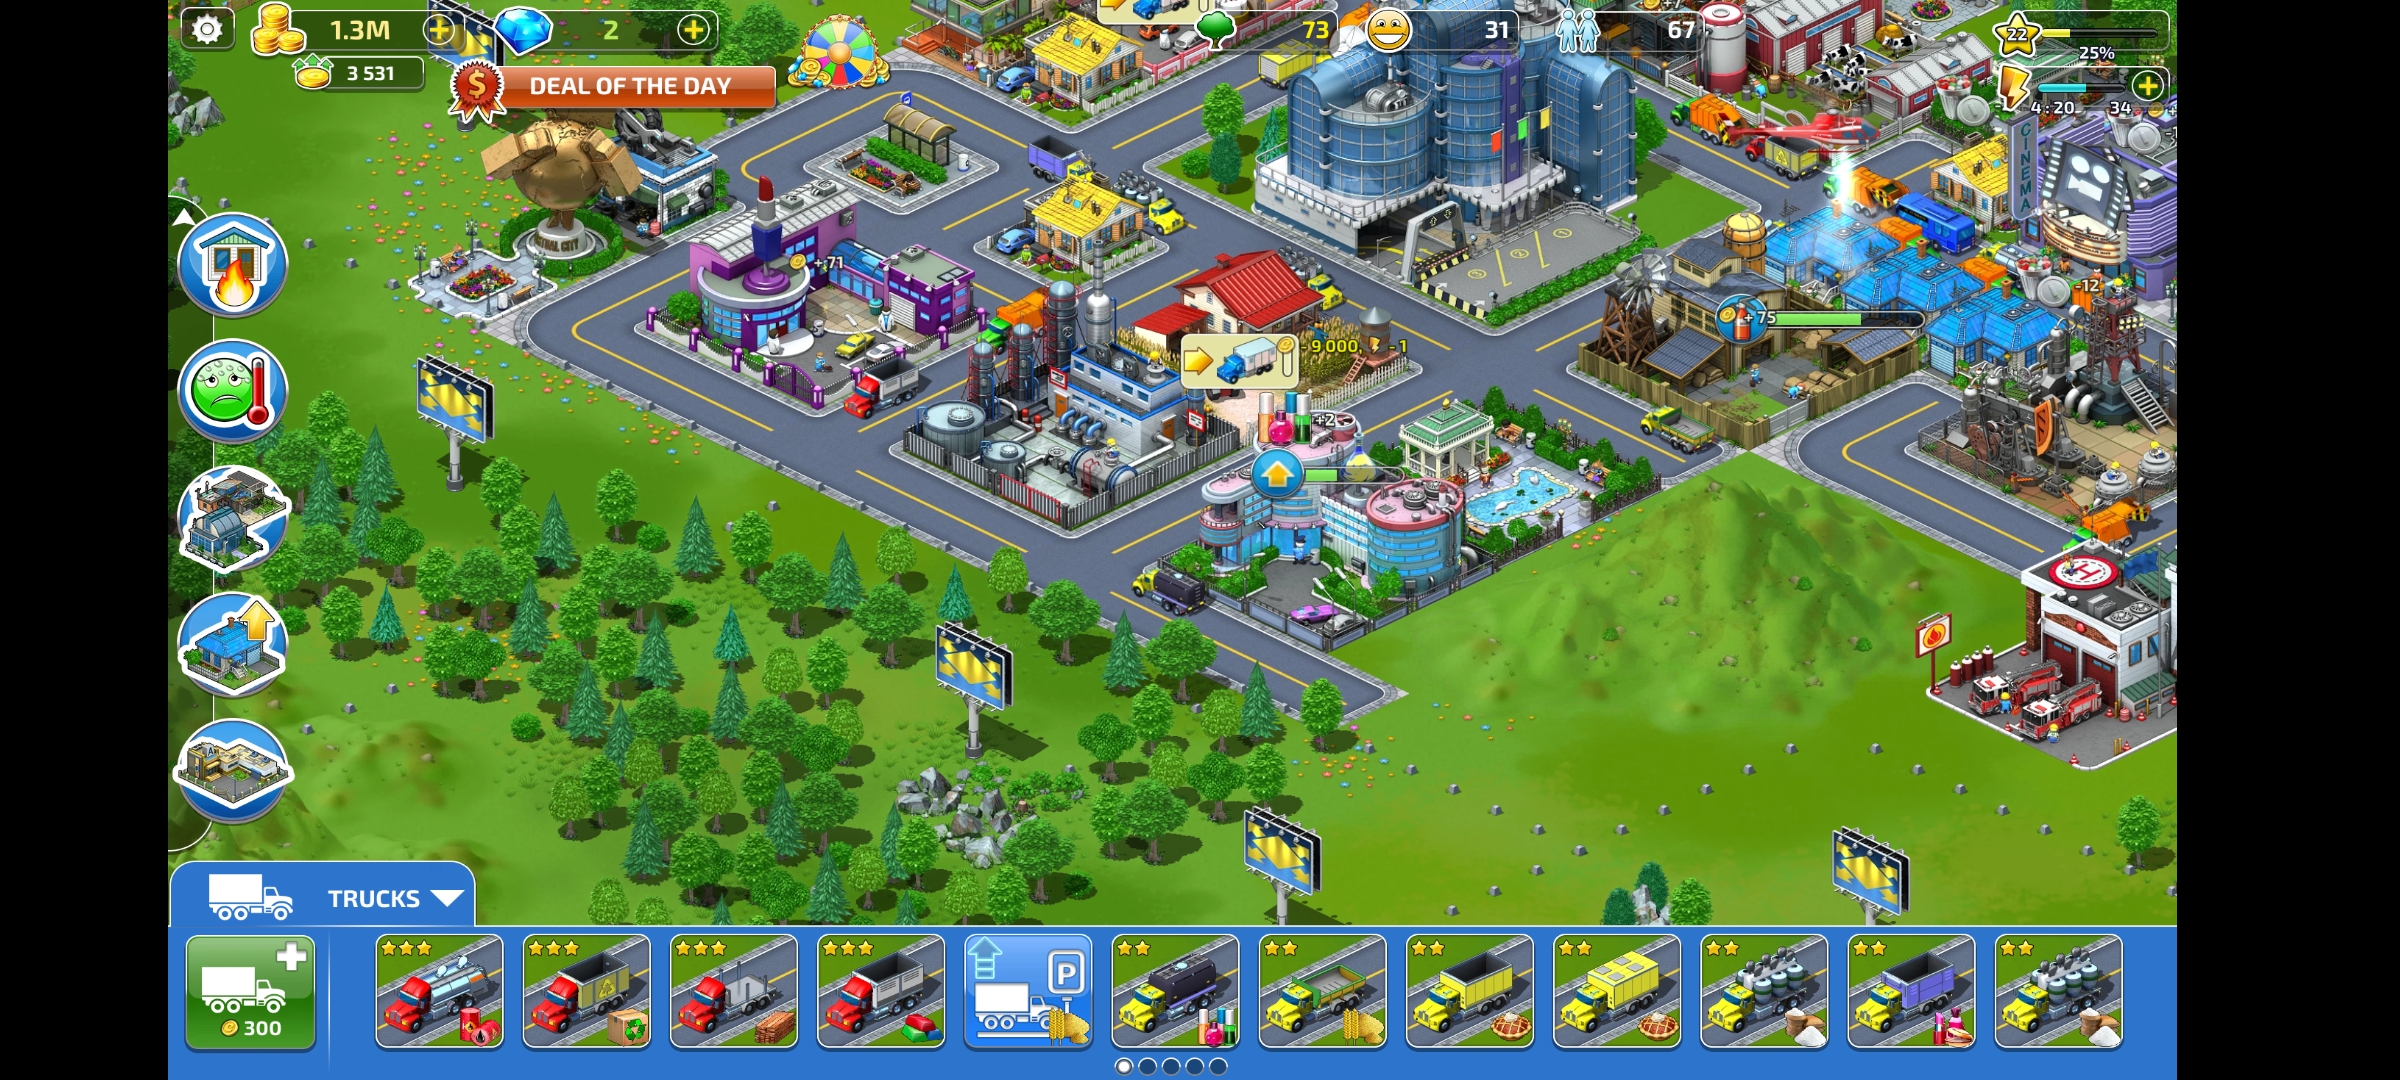 1.3M
2
73
31
67
+7
22
25%
3 531
DEAL OF THE DAY
4:20
34
CINEMA
+71
-12
+75
-9 000
-1
+2
H
TRUCKS
300
P